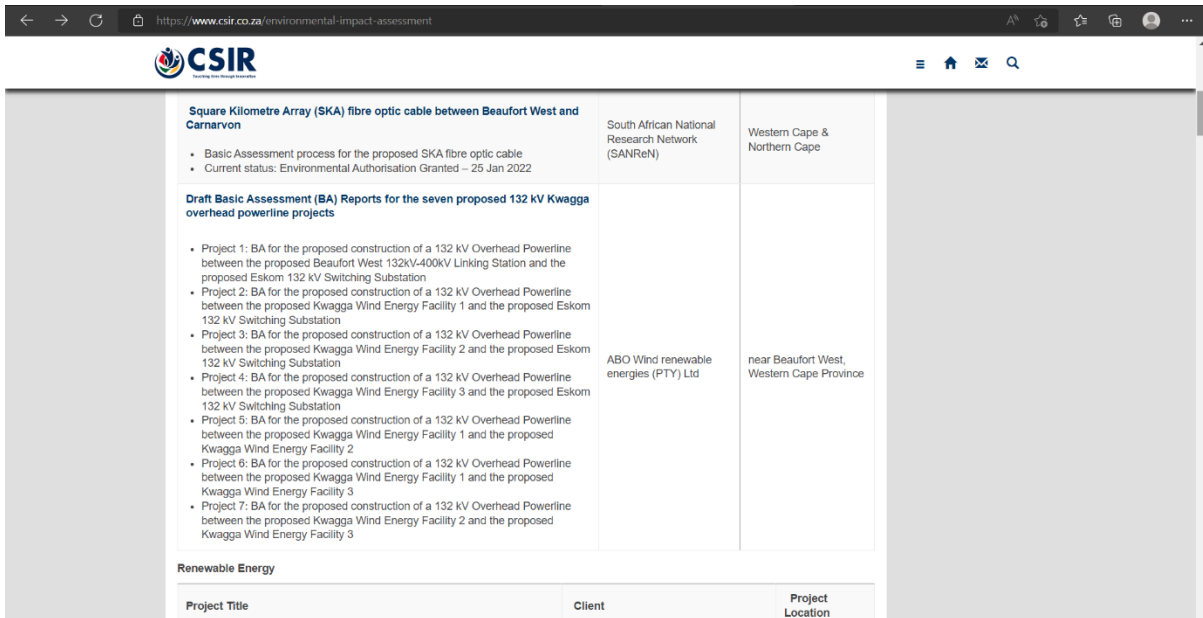 https://www.csir.co.za/environmental-impact-assessment
CSIR
Touching lives through innovation
Square Kilometre Array (SKA) fibre optic cable between Beaufort West and
Carnarvon
• Basic Assessment process for the proposed SKA fibre optic cable
• Current status: Environmental Authorisation Granted – 25 Jan 2022
South African National
Research Network
(SANReN)
Western Cape &
Northern Cape
Draft Basic Assessment (BA) Reports for the seven proposed 132 kV Kwagga
overhead powerline projects
• Project 1: BA for the proposed construction of a 132 kV Overhead Powerline
between the proposed Beaufort West 132kV-400kV Linking Station and the
proposed Eskom 132 kV Switching Substation
• Project 2: BA for the proposed construction of a 132 kV Overhead Powerline
between the proposed Kwagga Wind Energy Facility 1 and the proposed Eskom
132 kV Switching Substation
• Project 3: BA for the proposed construction of a 132 kV Overhead Powerline
between the proposed Kwagga Wind Energy Facility 2 and the proposed Eskom
132 kV Switching Substation
• Project 4: BA for the proposed construction of a 132 kV Overhead Powerline
between the proposed Kwagga Wind Energy Facility 3 and the proposed Eskom
132 kV Switching Substation
• Project 5: BA for the proposed construction of a 132 kV Overhead Powerline
between the proposed Kwagga Wind Energy Facility 1 and the proposed
Kwagga Wind Energy Facility 2
• Project 6: BA for the proposed construction of a 132 kV Overhead Powerline
between the proposed Kwagga Wind Energy Facility 1 and the proposed
Kwagga Wind Energy Facility 3
• Project 7: BA for the proposed construction of a 132 kV Overhead Powerline
between the proposed Kwagga Wind Energy Facility 2 and the proposed
Kwagga Wind Energy Facility 3
ABO Wind renewable
energies (PTY) Ltd
near Beaufort West,
Western Cape Province
Renewable Energy
Project Title
Client
Project
Location